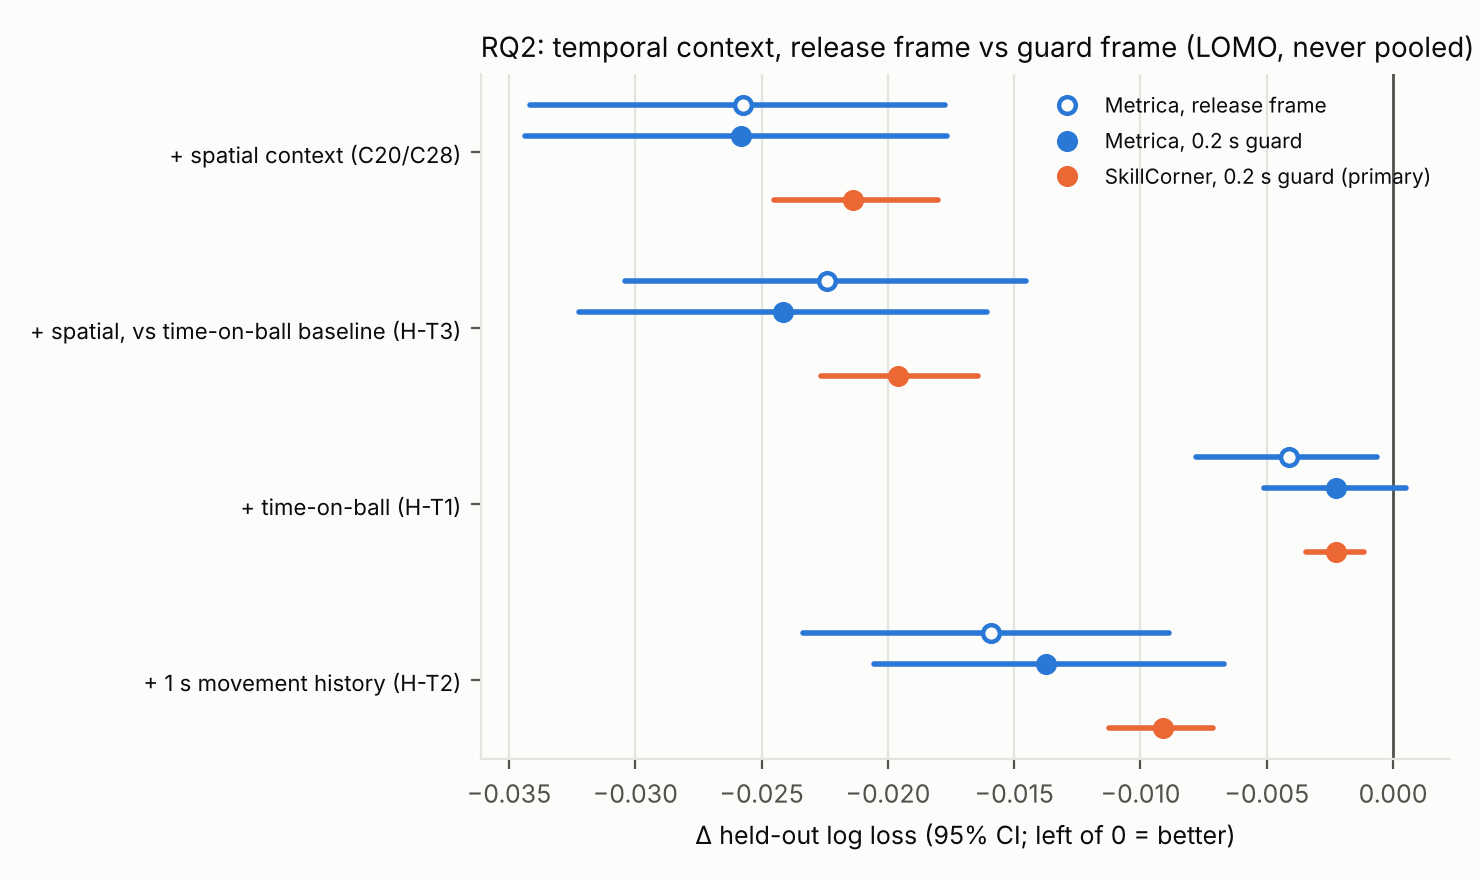 RQ2: temporal context, release frame vs guard frame (LOMO, never pooled)
Metrica, release frame
Metrica, 0.2 s guard
SkillCorner, 0.2 s guard (primary)
+ spatial context (C20/C28)
+ spatial, vs time-on-ball baseline (H-T3)
+ time-on-ball (H-T1)
+ 1 s movement history (H-T2)
−0.035 −0.030 −0.025 −0.020 −0.015 −0.010 −0.005 0.000
Δ held-out log loss (95% CI; left of 0 = better)